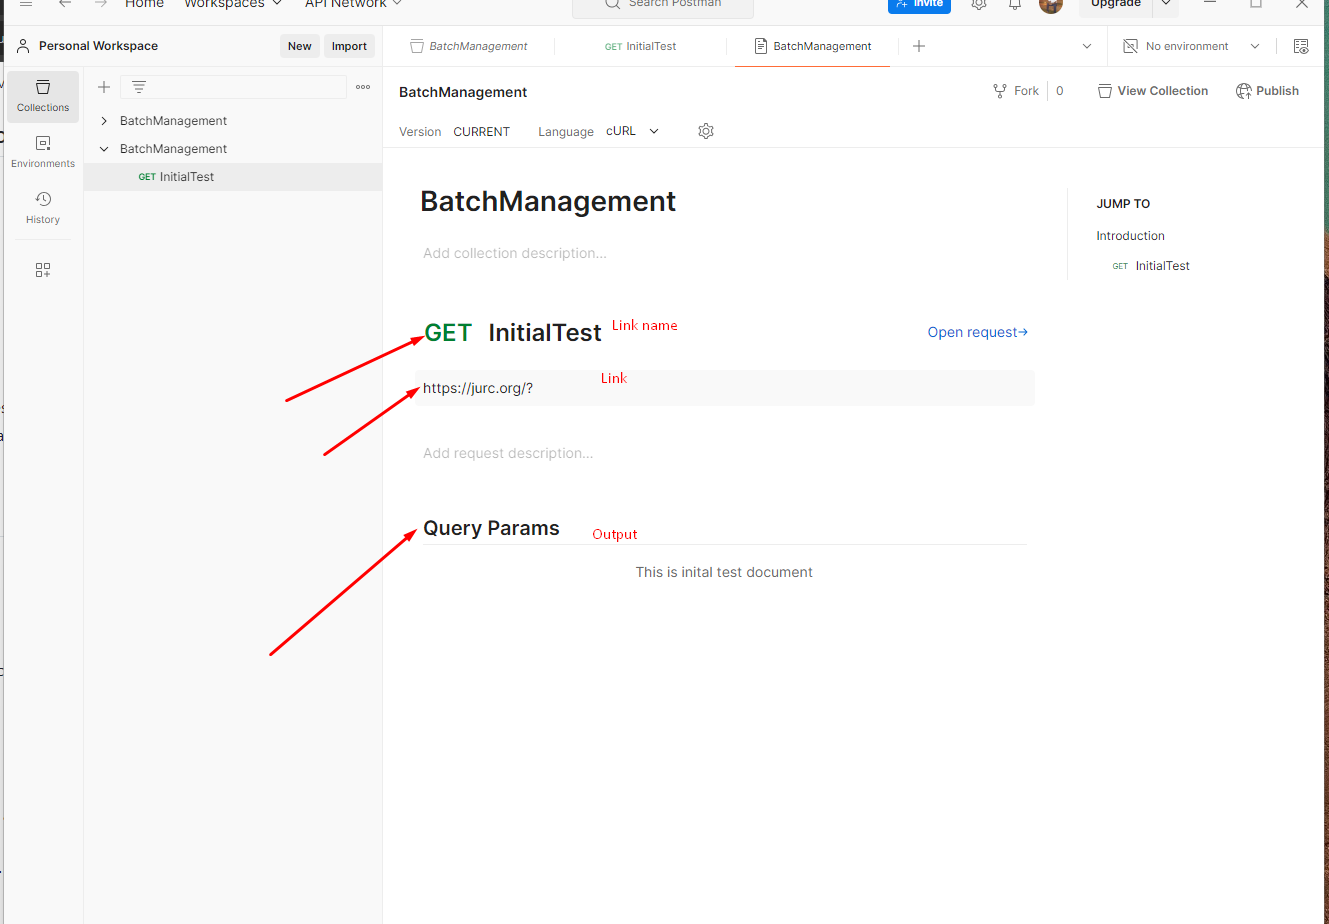 Home Workspaces API Network Search Postman Invite Upgrade
Personal Workspace New Import BatchManagement GET InitialTest BatchManagement No environment
Collections
BatchManagement
BatchManagement
GET InitialTest
Environments
History
BatchManagement Fork 0 View Collection Publish
Version CURRENT Language cURL
BatchManagement
Add collection description...
JUMP TO
Introduction
GET InitialTest
GET InitialTest Link name Open request→
Link
https://jurc.org/?
Add request description...
Query Params Output
This is inital test document